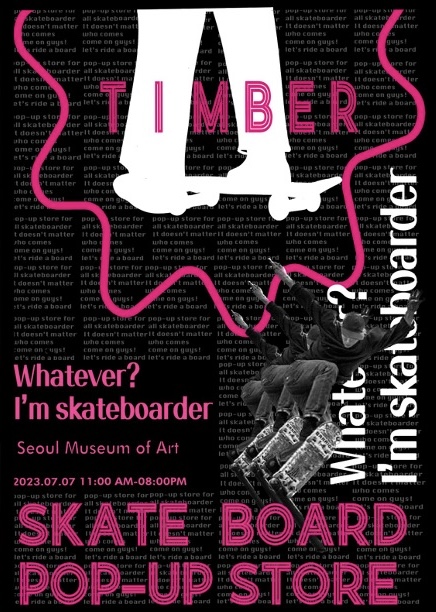 pop-up store for
all skateboarder
It doesn't matter
who comes
come on guys!
let's ride a board
TIMBER
Whatever?
I'm skateboarder
Whatever?
I'm skateboarder
Seoul Museum of Art
2023.07.07 11:00 AM-08:00PM
SKATE BOARD
POP-UP STORE